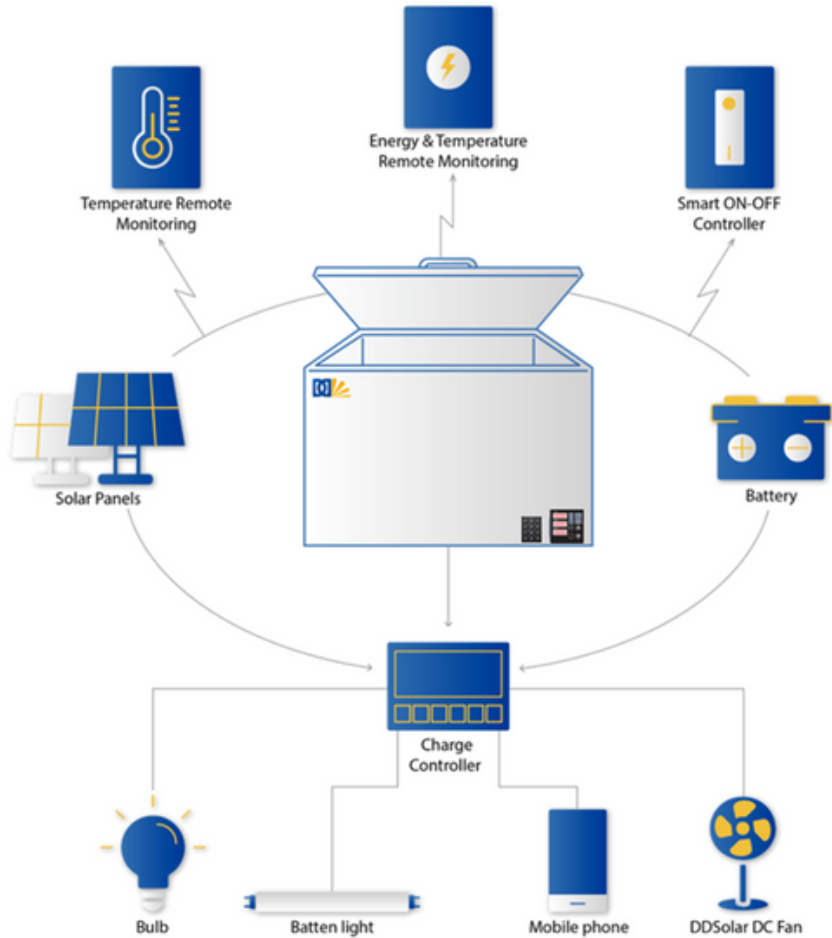 Energy & Temperature
Remote Monitoring
Temperature Remote
Monitoring
Smart ON-OFF
Controller
Solar Panels
Battery
Charge
Controller
Bulb
Batten light
Mobile phone
DDSolar DC Fan